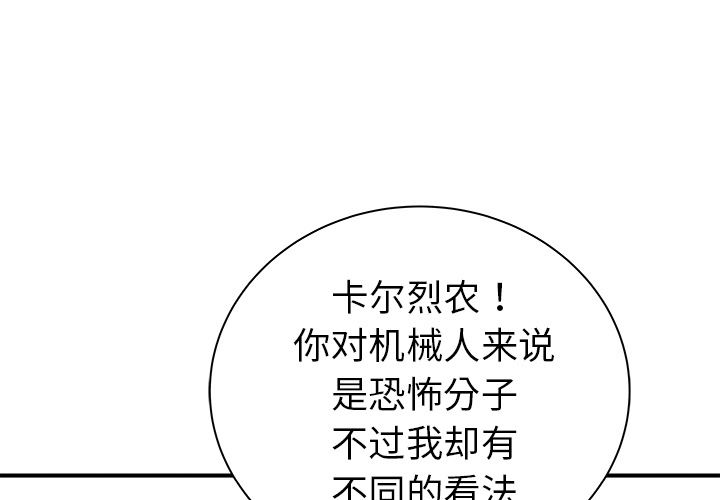 卡尔烈农！
你对机械人来说
是恐怖分子
不过我却有
不同的看法